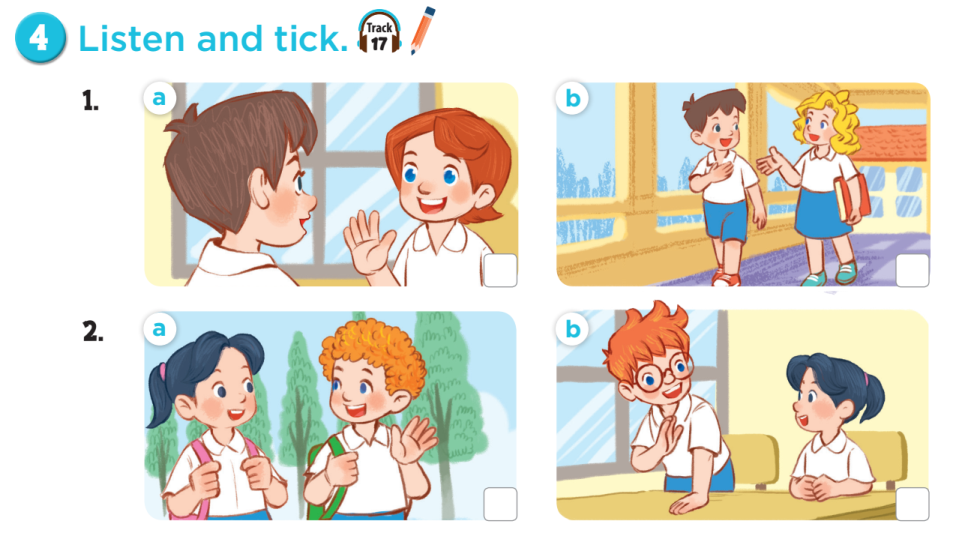 4 Listen and tick. Track 17
1. a b
2. a b